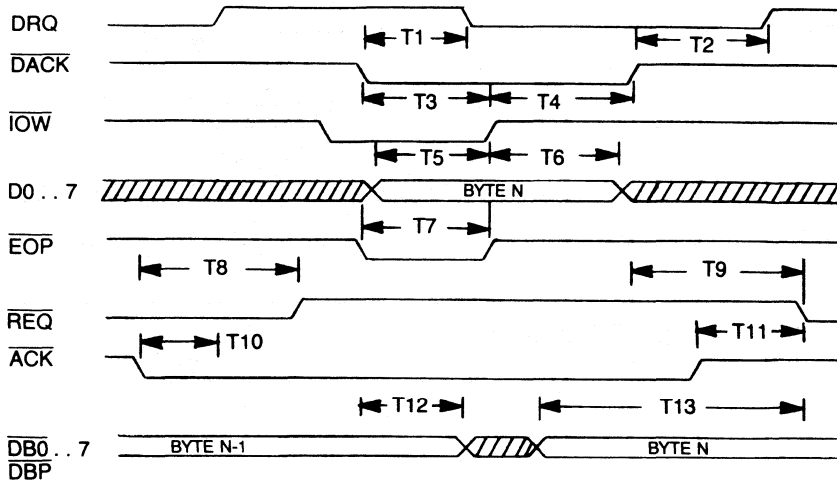 DRQ
T1
T2
DACK
T3
T4
IOW
T5
T6
D0 . . 7
BYTE N
T7
EOP
T8
T9
REQ
T10
T11
ACK
T12
T13
DB0 . . 7
BYTE N-1
BYTE N
DBP